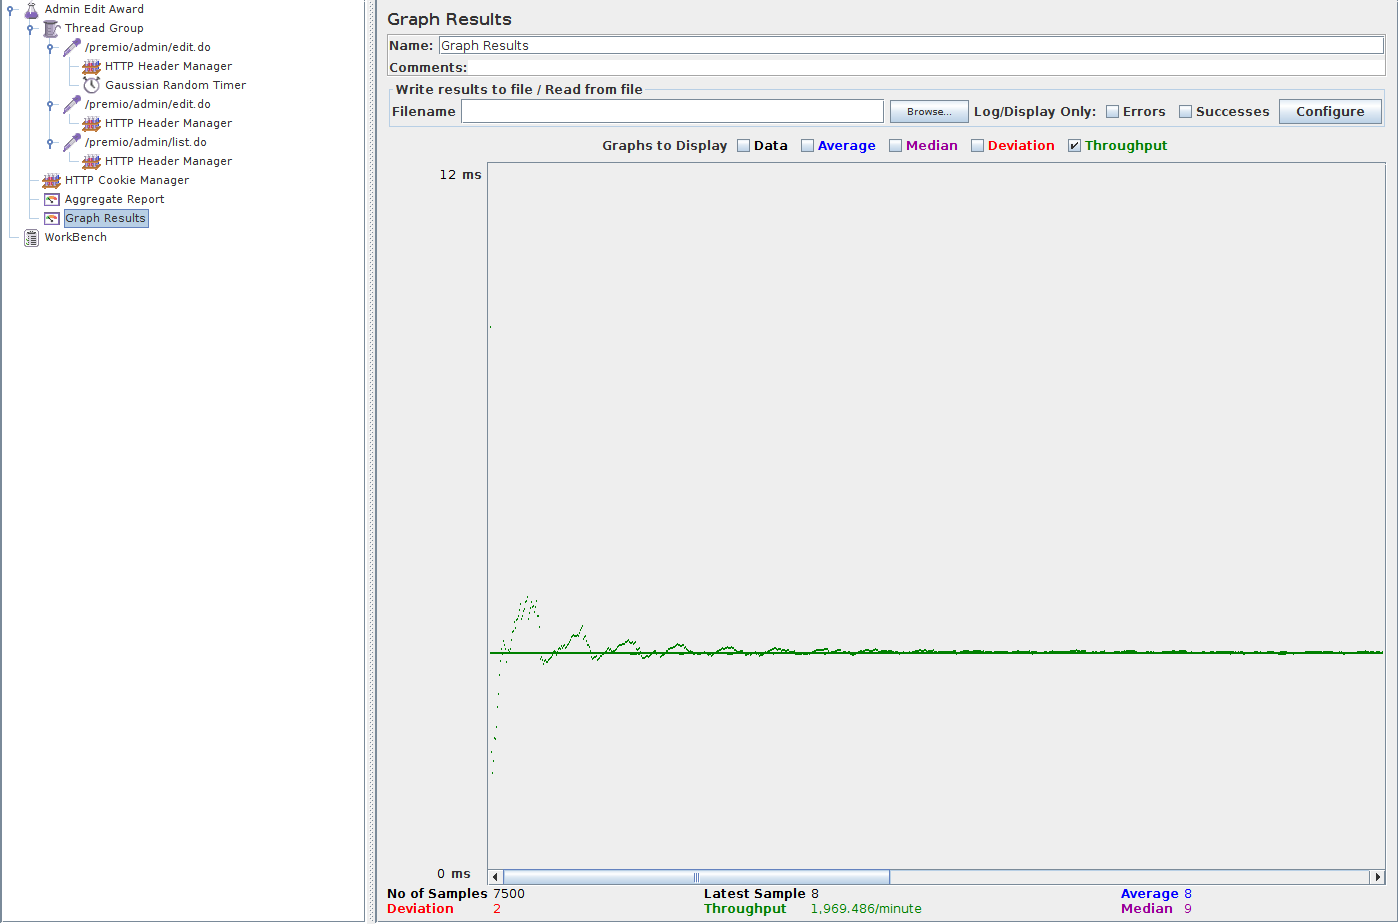 Admin Edit Award
Thread Group
/premio/admin/edit.do
HTTP Header Manager
Gaussian Random Timer
/premio/admin/edit.do
HTTP Header Manager
/premio/admin/list.do
HTTP Header Manager
HTTP Cookie Manager
Aggregate Report
Graph Results
WorkBench
Graph Results
Name: Graph Results
Comments:
Write results to file / Read from file
Filename Browse... Log/Display Only: Errors Successes Configure
Graphs to Display Data Average Median Deviation Throughput
12 ms
0 ms
No of Samples 7500 Latest Sample 8 Average 8
Deviation 2 Throughput 1,969.486/minute Median 9